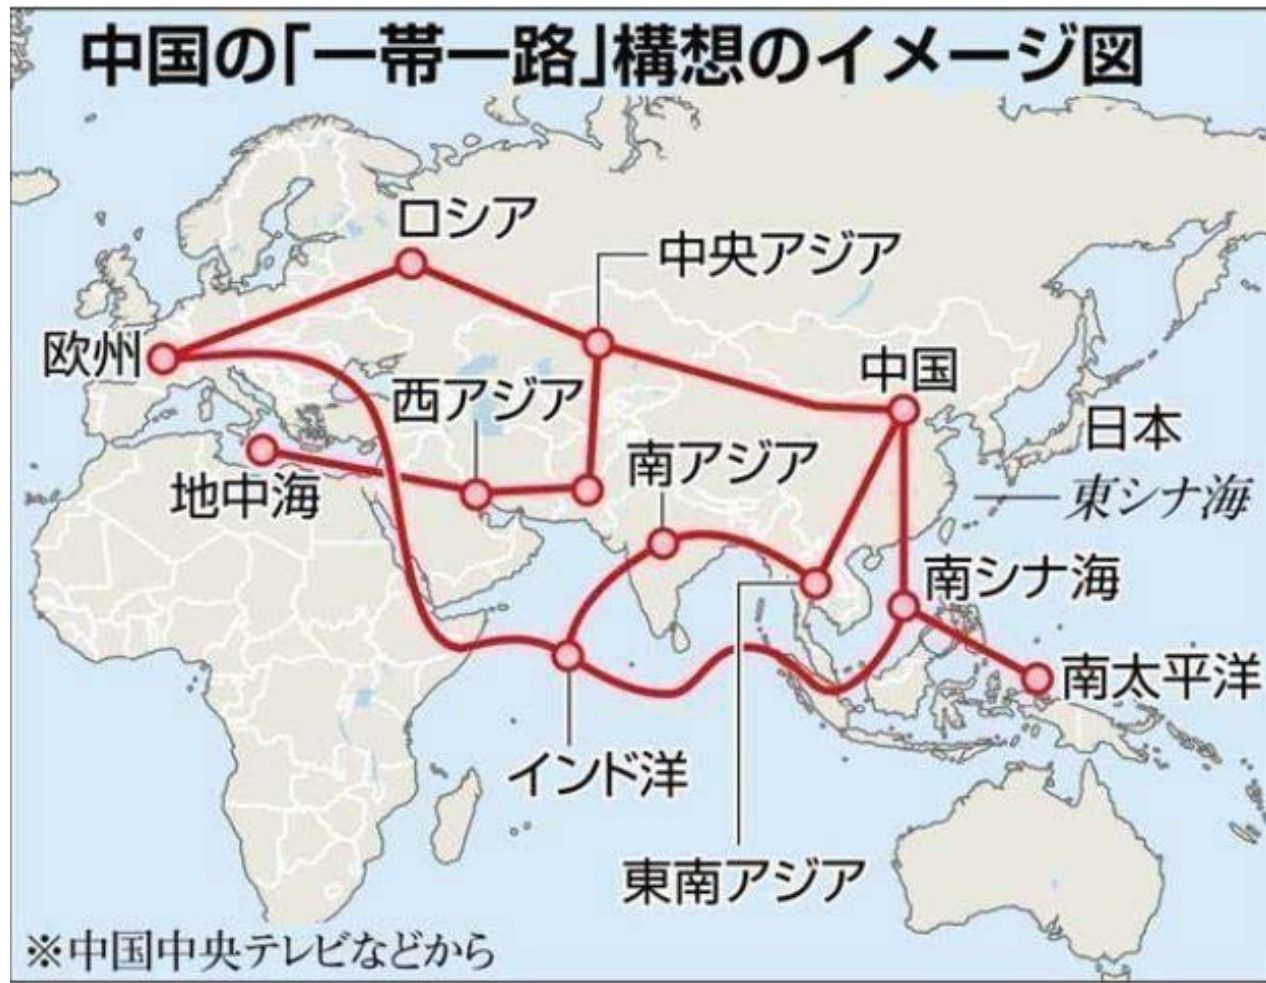 中国の「一帯一路」構想のイメージ図
ロシア
中央アジア
欧州
中国
西アジア
日本
南アジア
地中海
東シナ海
南シナ海
南太平洋
インド洋
東南アジア
※中国中央テレビなどから